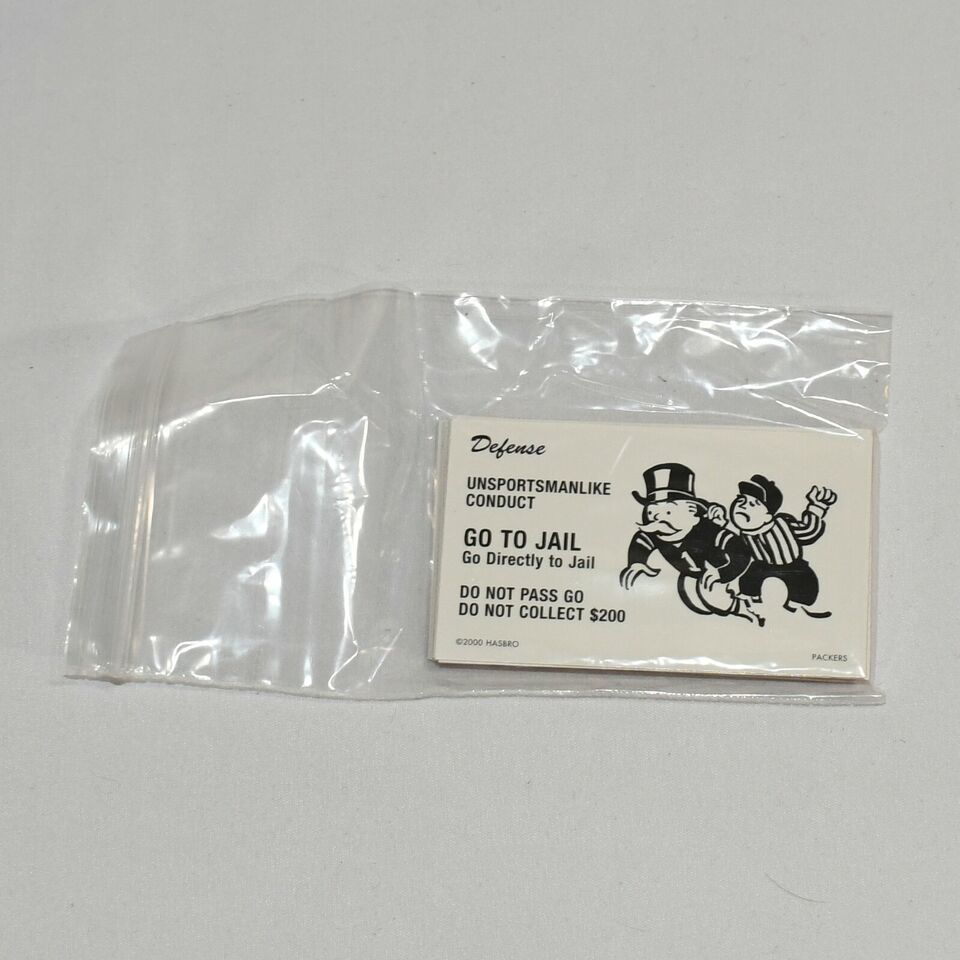 Defense
UNSPORTSMANLIKE
CONDUCT
GO TO JAIL
Go Directly to Jail
DO NOT PASS GO
DO NOT COLLECT $200
©2000 HASBRO
PACKERS